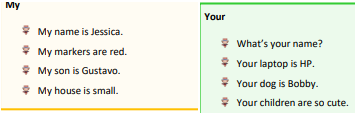 My
My name is Jessica.
My markers are red.
My son is Gustavo.
My house is small.
Your
What's your name?
Your laptop is HP.
Your dog is Bobby.
Your children are so cute.